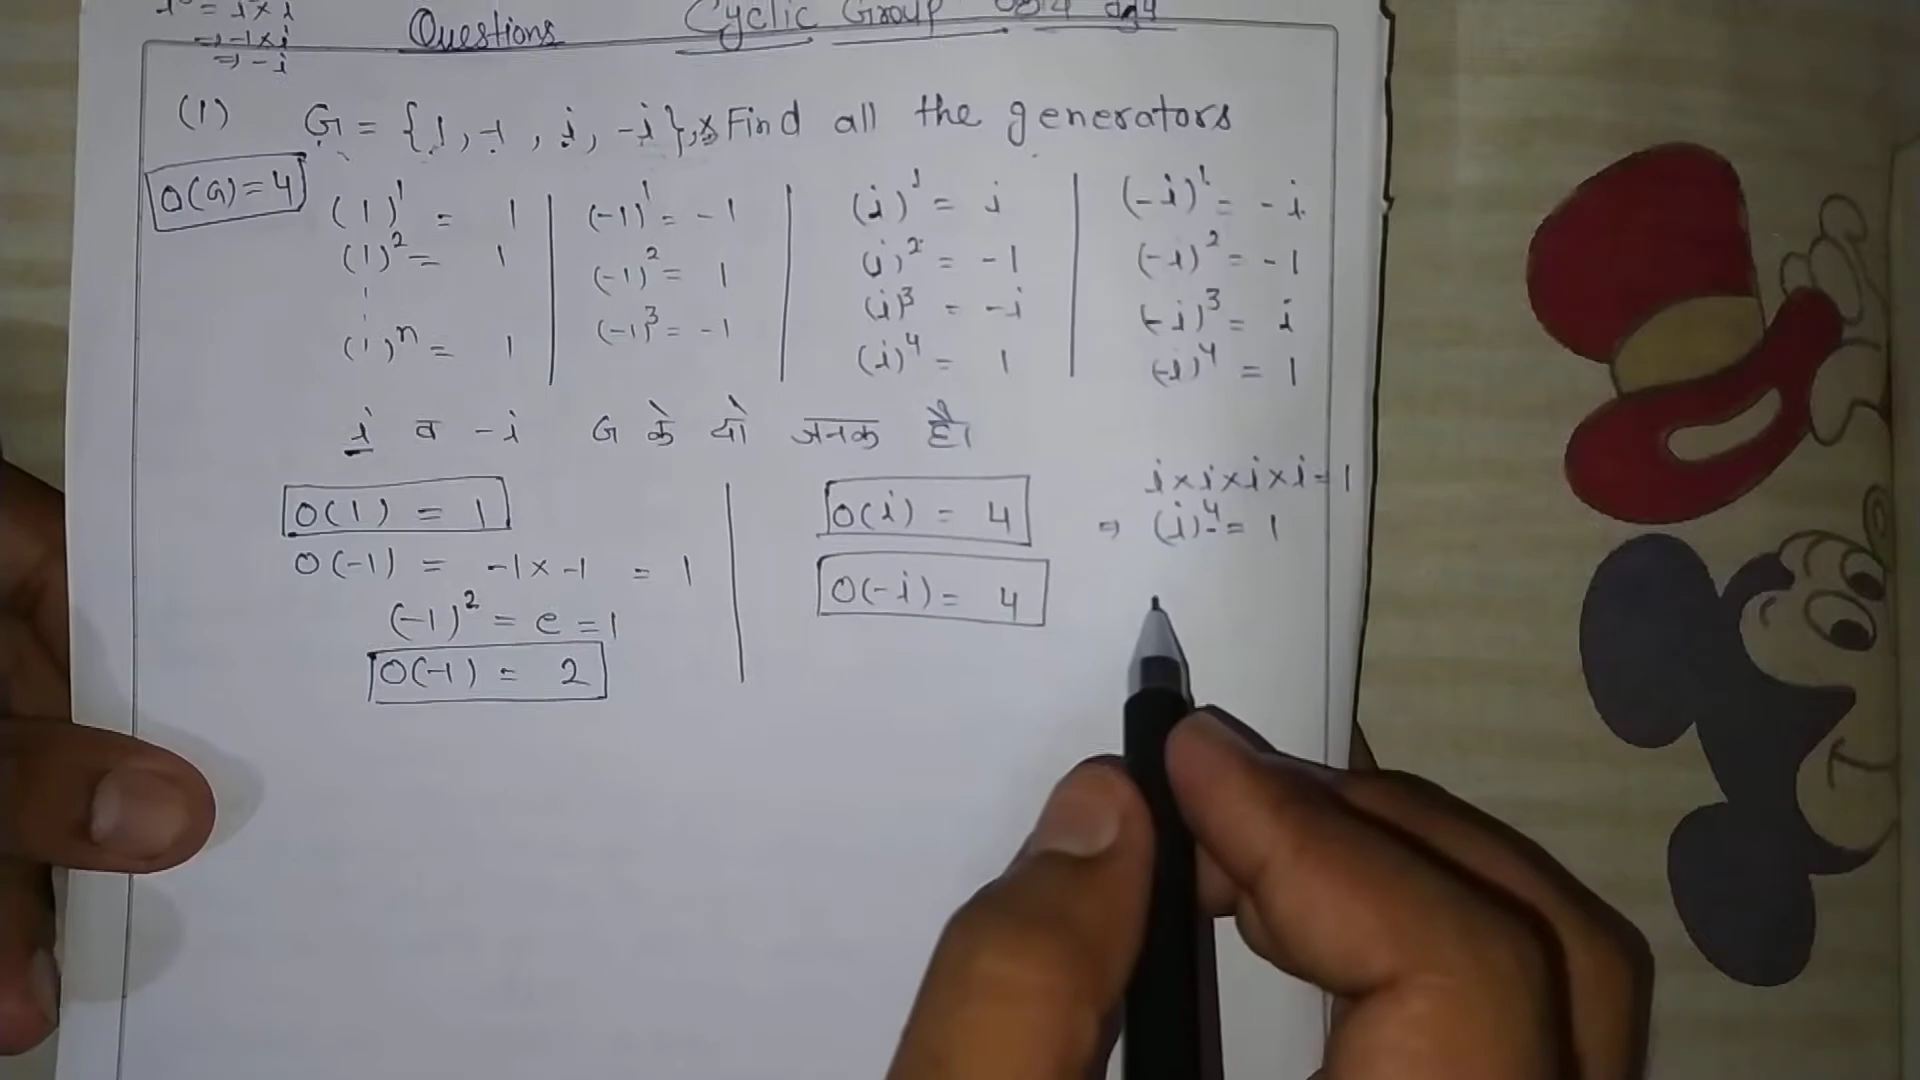 = i × i
⇒ -1 × i
⇒ - i
Questions Cyclic Group
(1) G = {1, -1, i, -i}, × Find all the generators
O(G) = 4
(1)¹ = 1
(1)² = 1
(1)ⁿ = 1
(-1)¹ = -1
(-1)² = 1
(-1)³ = -1
(i)¹ = i
(i)² = -1
(i)³ = -i
(i)⁴ = 1
(-i)¹ = -i
(-i)² = -1
(-i)³ = i
(-i)⁴ = 1
i व -i G के दो जनक है।
O(1) = 1
O(-1) = -1 × -1 = 1
(-1)² = e = 1
O(-1) = 2
O(i) = 4
O(-i) = 4
i × i × i × i = 1
⇒ (i)⁴ = 1